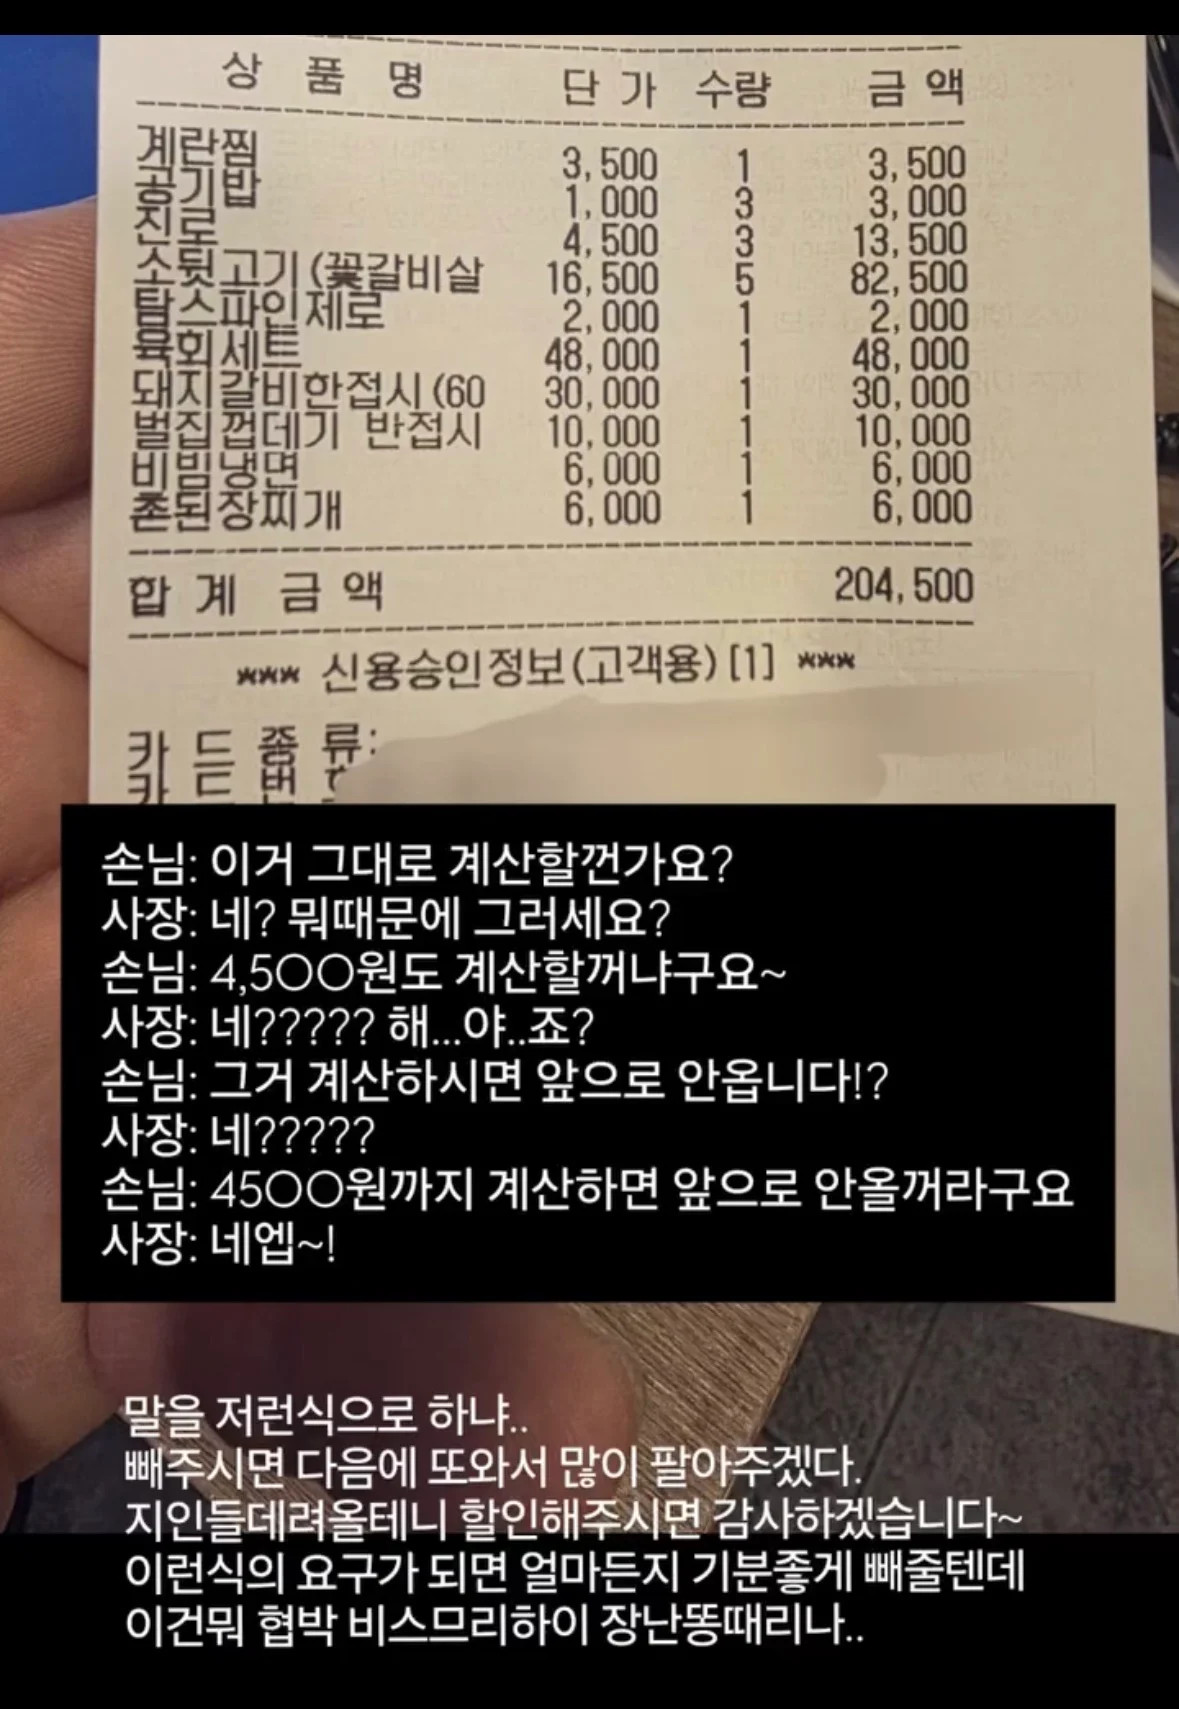 상 품 명 단 가 수량 금 액
계란찜 3,500 1 3,500
공기밥 1,000 3 3,000
진로 4,500 3 13,500
소뒷고기(꽃갈비살 16,500 5 82,500
탐스파인제로 2,000 1 2,000
육회세트 48,000 1 48,000
돼지갈비한접시(60 30,000 1 30,000
벌집껍데기 반접시 10,000 1 10,000
비빔냉면 6,000 1 6,000
촌된장찌개 6,000 1 6,000
합 계 금 액 204,500
*** 신용승인정보(고객용)[1] ***
카 드 종 류:
카 드 번
손님: 이거 그대로 계산할껀가요?
사장: 네? 뭐때문에 그러세요?
손님: 4,500원도 계산할꺼냐구요~
사장: 네????? 해...야..죠?
손님: 그거 계산하시면 앞으로 안옵니다!?
사장: 네?????
손님: 4500원까지 계산하면 앞으로 안올꺼라구요
사장: 네엡~!
말을 저런식으로 하냐..
빼주시면 다음에 또와서 많이 팔아주겠다.
지인들데려올테니 할인해주시면 감사하겠습니다~
이런식의 요구가 되면 얼마든지 기분좋게 빼줄텐데
이건뭐 협박 비스므리하이 장난똥때리나..